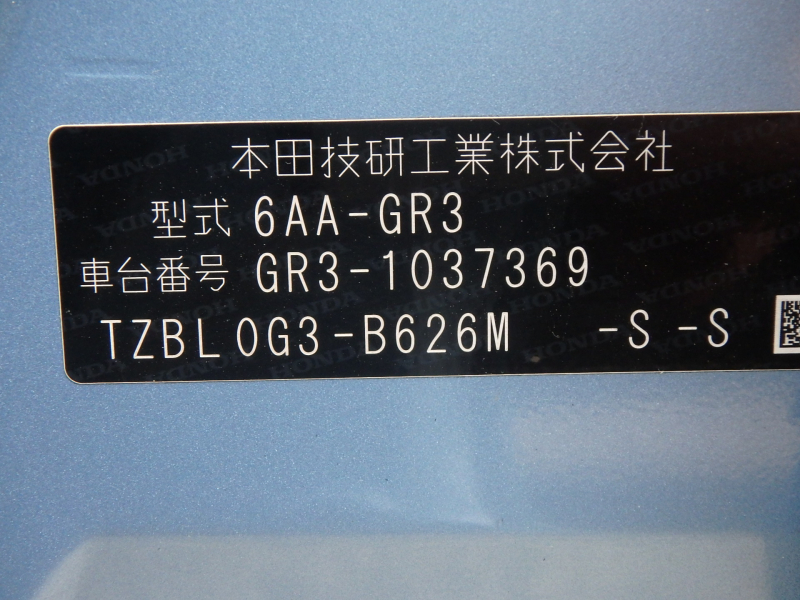 本田技研工業株式会社
型式 6AA-GR3
車台番号 GR3-1037369
TZBL0G3-B626M -S -S